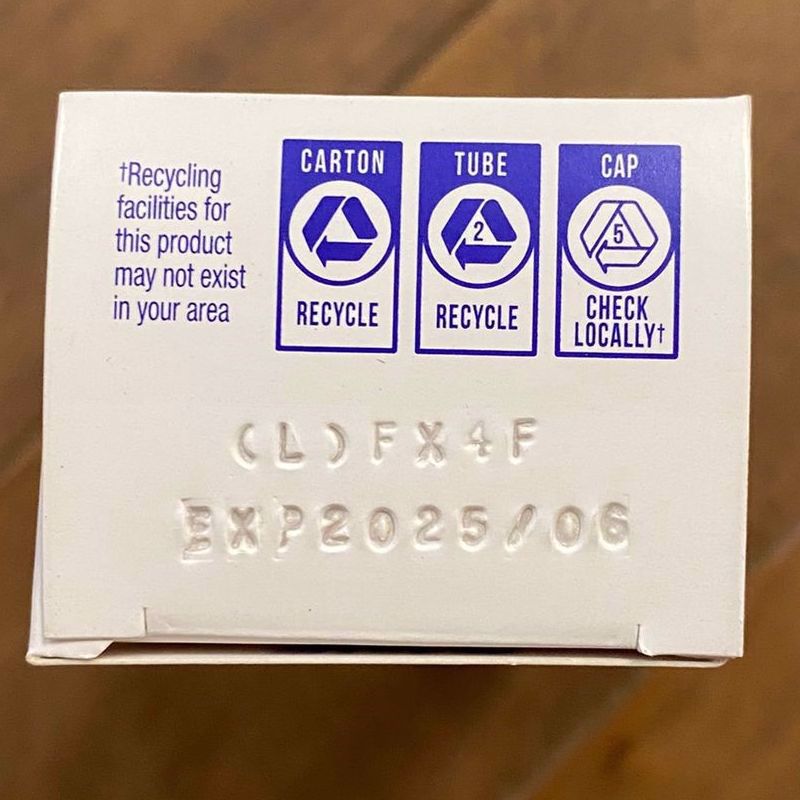 †Recycling
facilities for
this product
may not exist
in your area
CARTON
RECYCLE
TUBE
2
RECYCLE
CAP
5
CHECK
LOCALLY†
(L)FX4F
EXP2025/06